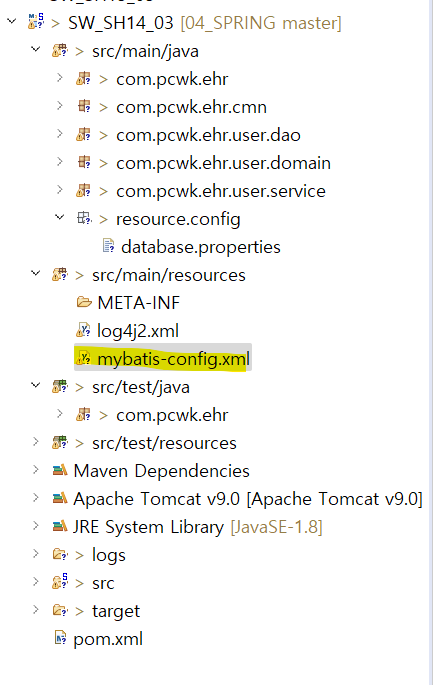 SW_SH14_03 [04_SPRING master]
src/main/java
com.pcwk.ehr
com.pcwk.ehr.cmn
com.pcwk.ehr.user.dao
com.pcwk.ehr.user.domain
com.pcwk.ehr.user.service
resource.config
database.properties
src/main/resources
META-INF
log4j2.xml
mybatis-config.xml
src/test/java
com.pcwk.ehr
src/test/resources
Maven Dependencies
Apache Tomcat v9.0 [Apache Tomcat v9.0]
JRE System Library [JavaSE-1.8]
logs
src
target
pom.xml